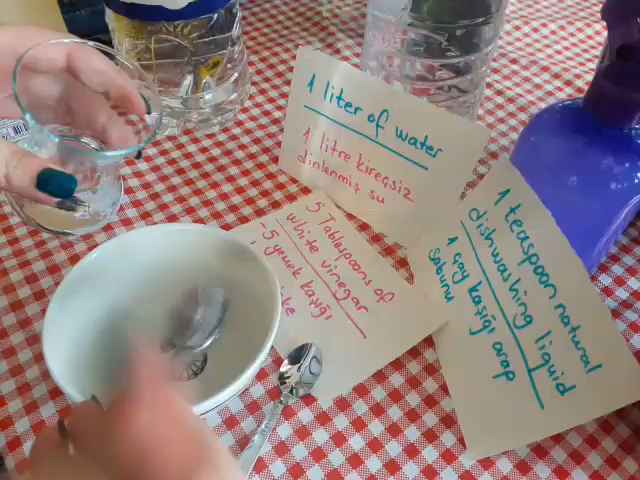 1 liter of water
1 litre kireçsiz
dinlenmiş su
5 Tablespoons of
white vinegar
-5 yemek kaşığı
1 teaspoon natural
dishwashing liquid
1 çay kaşığı arap
sabunu